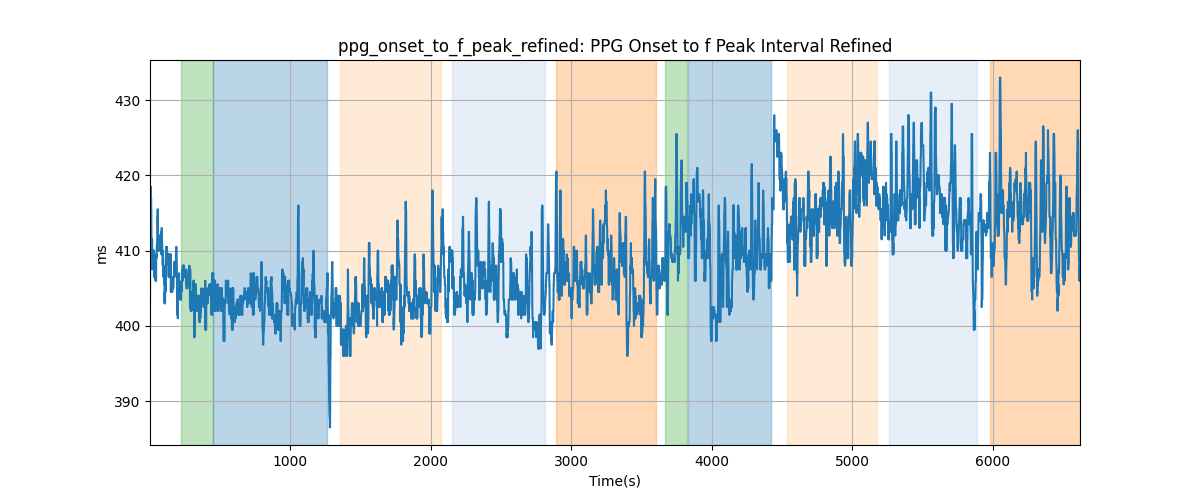 ppg_onset_to_f_peak_refined: PPG Onset to f Peak Interval Refined
430
420
410
400
390
ms
1000 2000 3000 4000 5000 6000
Time(s)